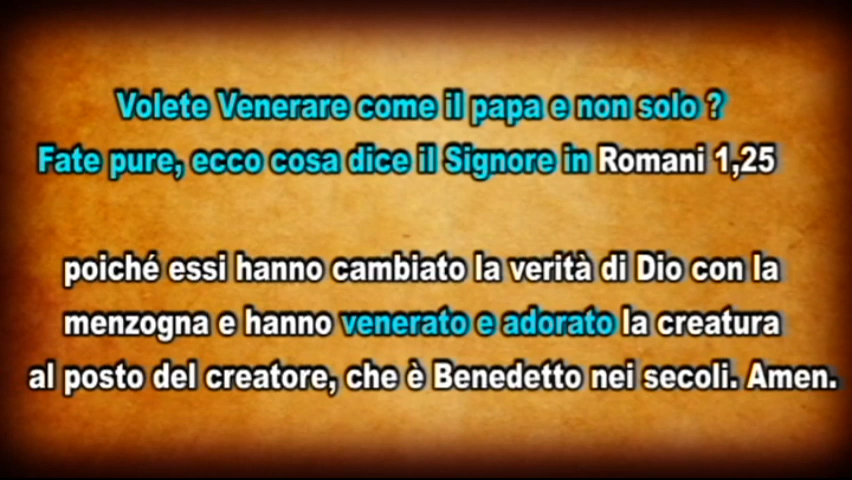 Volete Venerare come il papa e non solo ?
Fate pure, ecco cosa dice il Signore in Romani 1,25
poiché essi hanno cambiato la verità di Dio con la
menzogna e hanno venerato e adorato la creatura
al posto del creatore, che è Benedetto nei secoli. Amen.